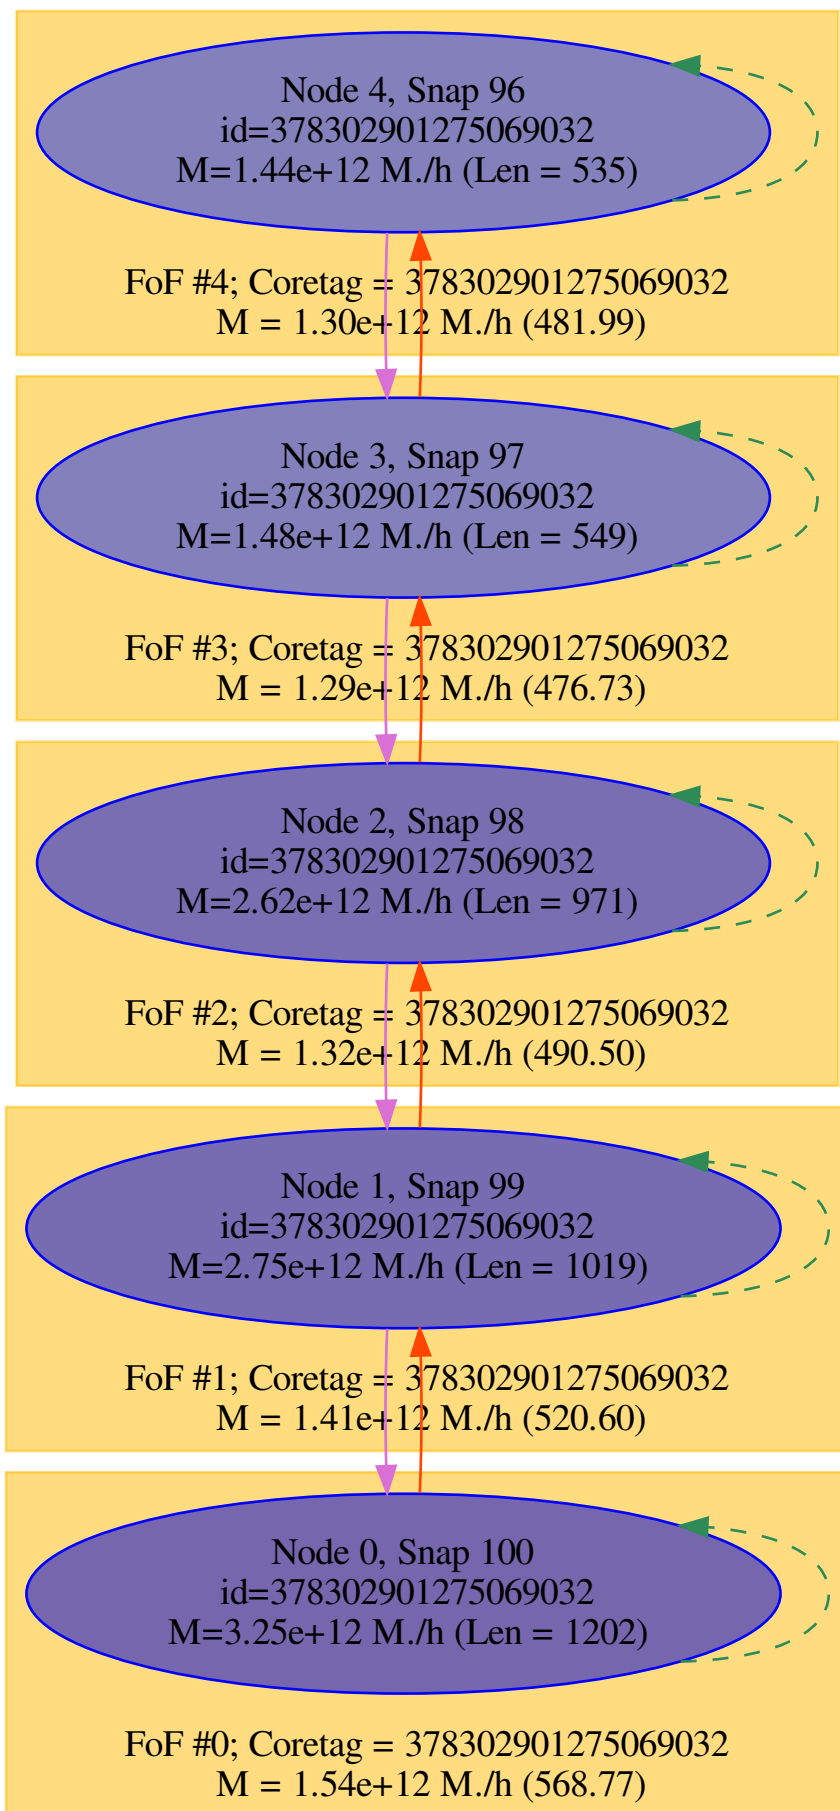 Node 4, Snap 96
id=378302901275069032
M=1.44e+12 M./h (Len = 535)
FoF #4; Coretag = 378302901275069032
M = 1.30e+12 M./h (481.99)
Node 3, Snap 97
id=378302901275069032
M=1.48e+12 M./h (Len = 549)
FoF #3; Coretag = 378302901275069032
M = 1.29e+12 M./h (476.73)
Node 2, Snap 98
id=378302901275069032
M=2.62e+12 M./h (Len = 971)
FoF #2; Coretag = 378302901275069032
M = 1.32e+12 M./h (490.50)
Node 1, Snap 99
id=378302901275069032
M=2.75e+12 M./h (Len = 1019)
FoF #1; Coretag = 378302901275069032
M = 1.41e+12 M./h (520.60)
Node 0, Snap 100
id=378302901275069032
M=3.25e+12 M./h (Len = 1202)
FoF #0; Coretag = 378302901275069032
M = 1.54e+12 M./h (568.77)